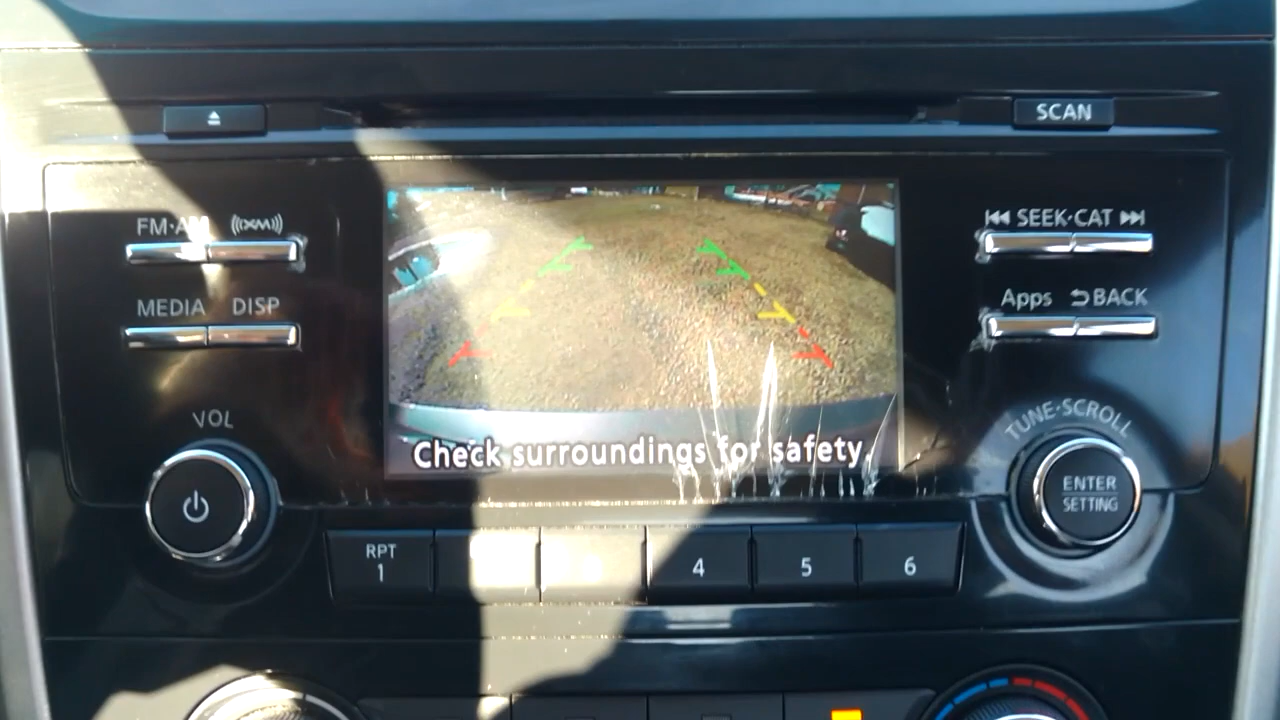 SCAN
FM·AM
((XM))
SEEK·CAT
MEDIA
DISP
Apps
BACK
VOL
TUNE·SCROLL
Check surroundings for safety.
ENTER
SETTING
RPT
1
4
5
6